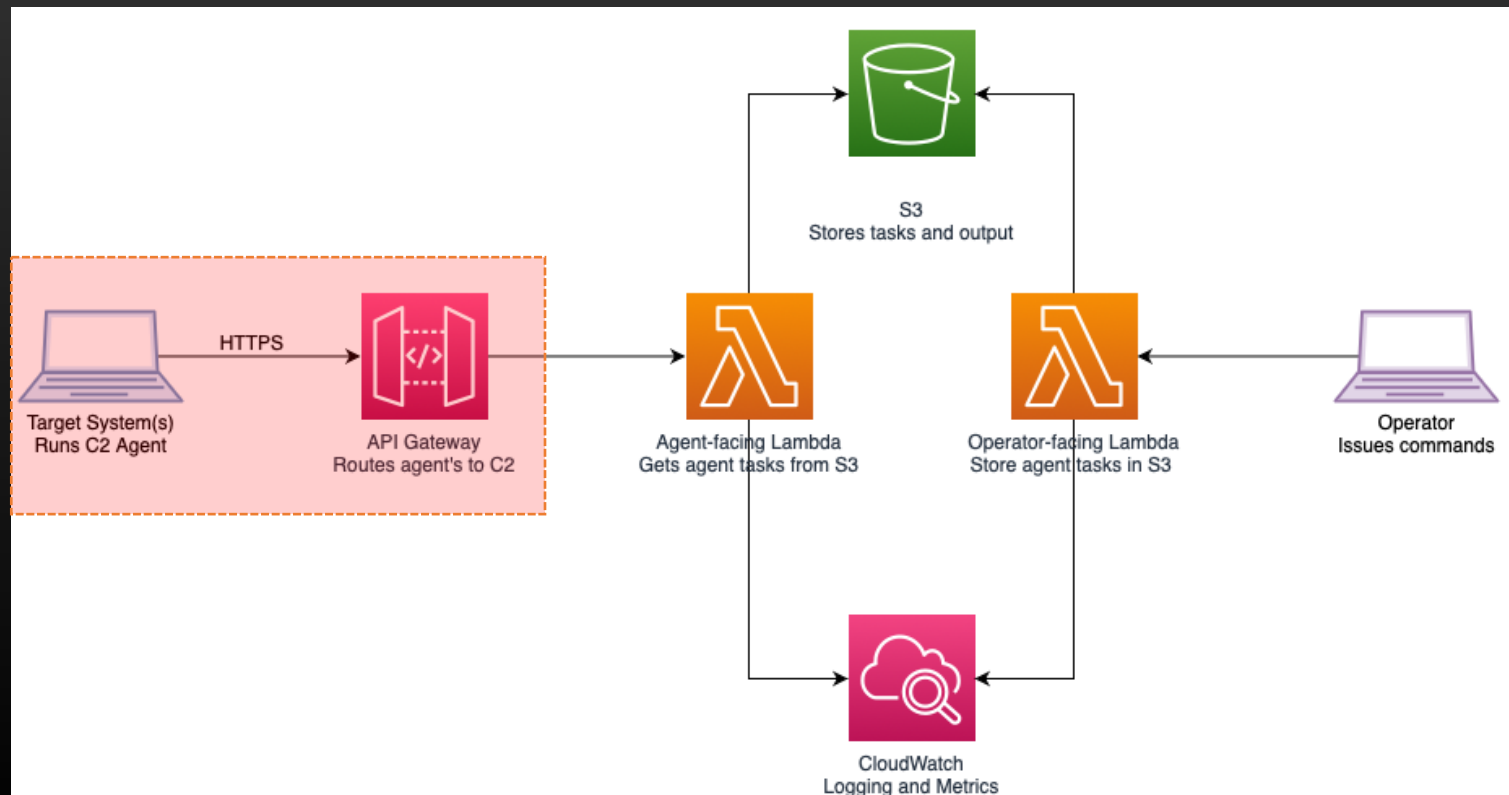 S3
Stores tasks and output
HTTPS
Target System(s)
Runs C2 Agent
API Gateway
Routes agent's to C2
</>
Agent-facing Lambda
Gets agent tasks from S3
Operator-facing Lambda
Store agent tasks in S3
Operator
Issues commands
CloudWatch
Logging and Metrics